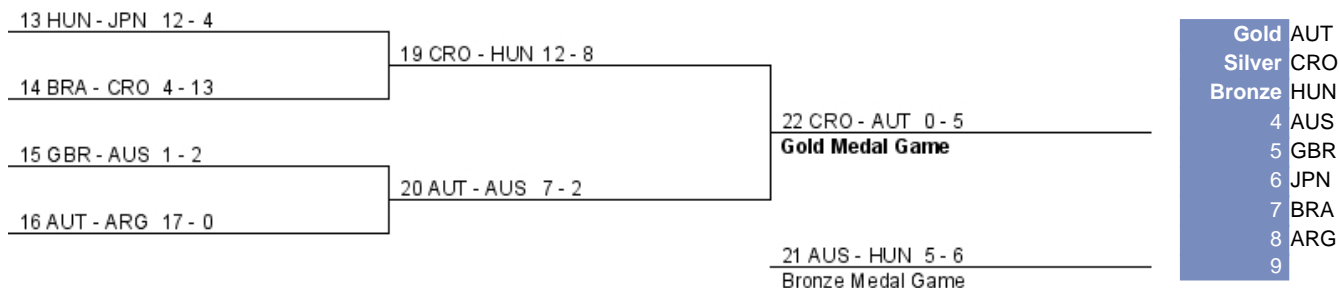 13 HUN - JPN 12 - 4
14 BRA - CRO 4 - 13
15 GBR - AUS 1 - 2
16 AUT - ARG 17 - 0
19 CRO - HUN 12 - 8
20 AUT - AUS 7 - 2
22 CRO - AUT 0 - 5
Gold Medal Game
21 AUS - HUN 5 - 6
Bronze Medal Game
Gold AUT
Silver CRO
Bronze HUN
4 AUS
5 GBR
6 JPN
7 BRA
8 ARG
9